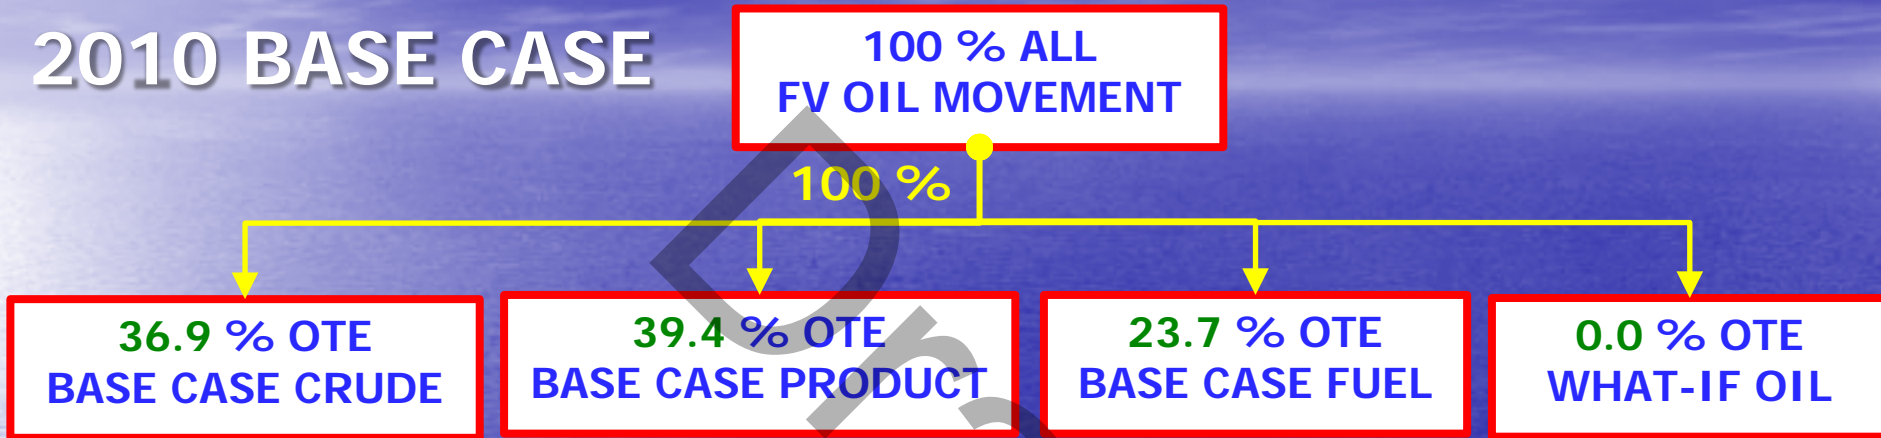 2010 BASE CASE
100 % ALL
FV OIL MOVEMENT
100 %
36.9 % OTE
BASE CASE CRUDE
39.4 % OTE
BASE CASE PRODUCT
23.7 % OTE
BASE CASE FUEL
0.0 % OTE
WHAT-IF OIL